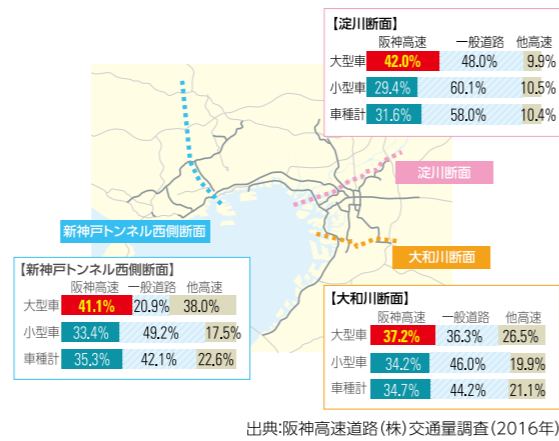 【淀川断面】
阪神高速 一般道路 他高速
大型車 42.0% 48.0% 9.9%
小型車 29.4% 60.1% 10.5%
車種計 31.6% 58.0% 10.4%
淀川断面
新神戸トンネル西側断面
大和川断面
【新神戸トンネル西側断面】
阪神高速 一般道路 他高速
大型車 41.1% 20.9% 38.0%
小型車 33.4% 49.2% 17.5%
車種計 35.3% 42.1% 22.6%
【大和川断面】
阪神高速 一般道路 他高速
大型車 37.2% 36.3% 26.5%
小型車 34.2% 46.0% 19.9%
車種計 34.7% 44.2% 21.1%
出典:阪神高速道路(株)交通量調査(2016年)